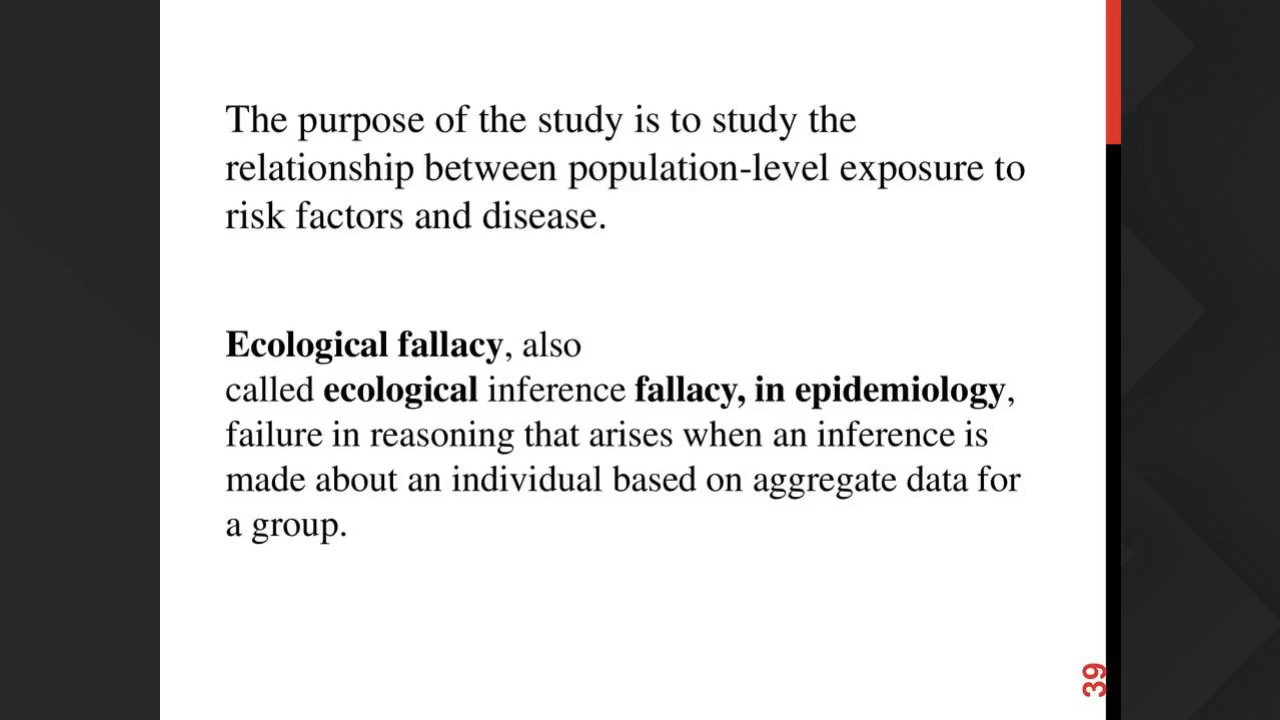 The purpose of the study is to study the
relationship between population-level exposure to
risk factors and disease.
Ecological fallacy, also
called ecological inference fallacy, in epidemiology,
failure in reasoning that arises when an inference is
made about an individual based on aggregate data for
a group.
39